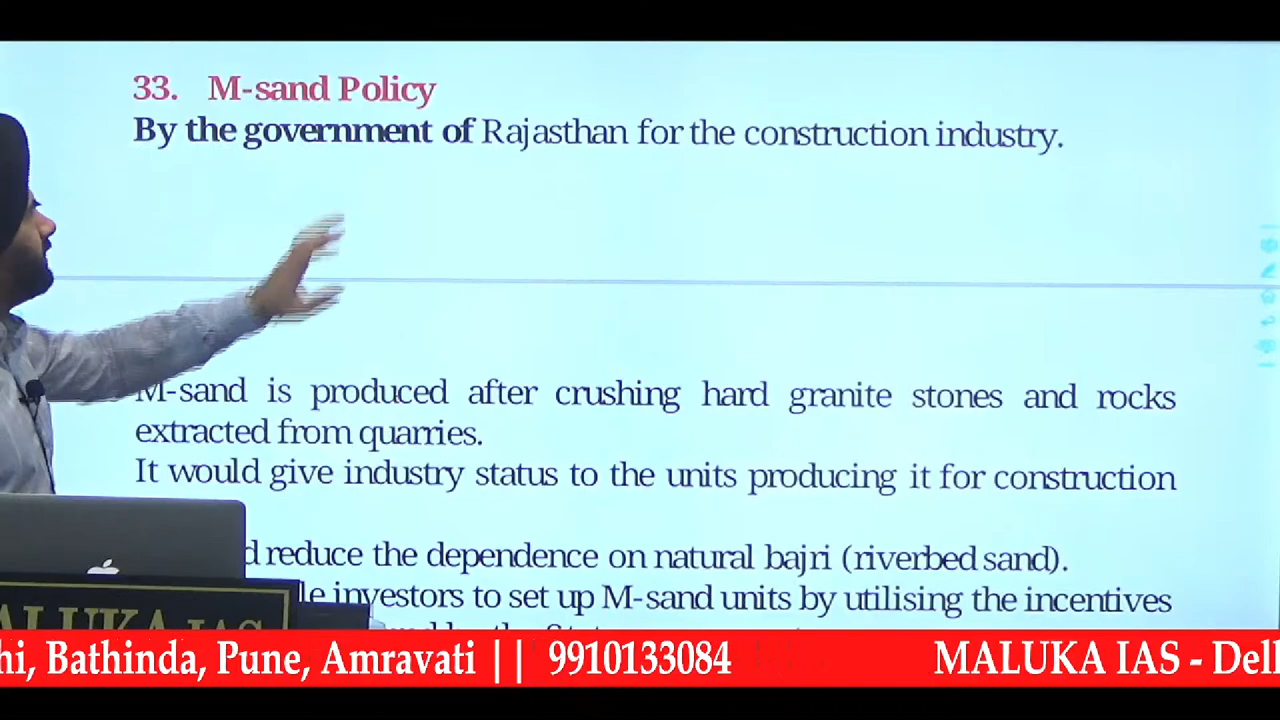 33. M-sand Policy
By the government of Rajasthan for the construction industry.
M-sand is produced after crushing hard granite stones and rocks
extracted from quarries.
It would give industry status to the units producing it for construction
reduce the dependence on natural bajri (riverbed sand).
investors to set up M-sand units by utilising the incentives
MALUKA IAS
hi, Bathinda, Pune, Amravati || 9910133084 MALUKA IAS - Delh